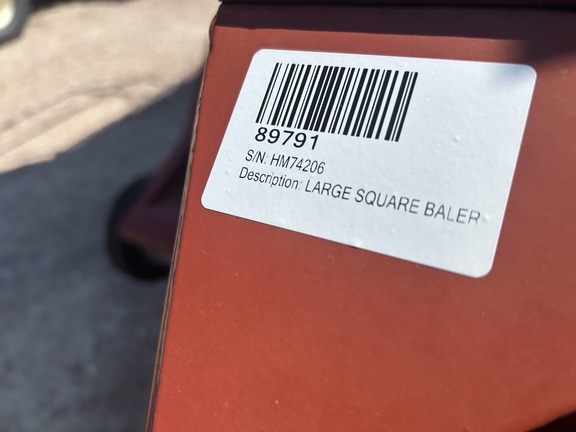 89791
S/N: HM74206
Description: LARGE SQUARE BALER